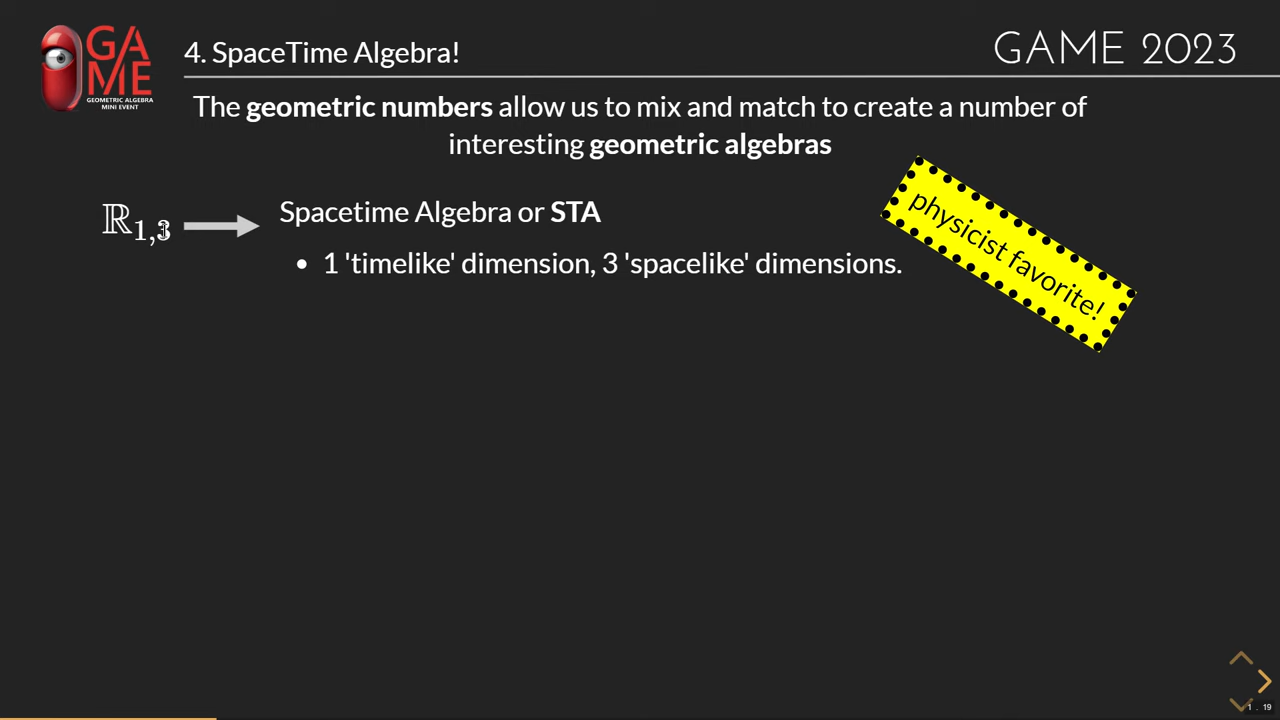 GAME
GEOMETRIC ALGEBRA
MINI EVENT
4. SpaceTime Algebra!
GAME 2023
The geometric numbers allow us to mix and match to create a number of
interesting geometric algebras
ℝ1,3
Spacetime Algebra or STA
• 1 'timelike' dimension, 3 'spacelike' dimensions.
physicist favorite!
1 . 19